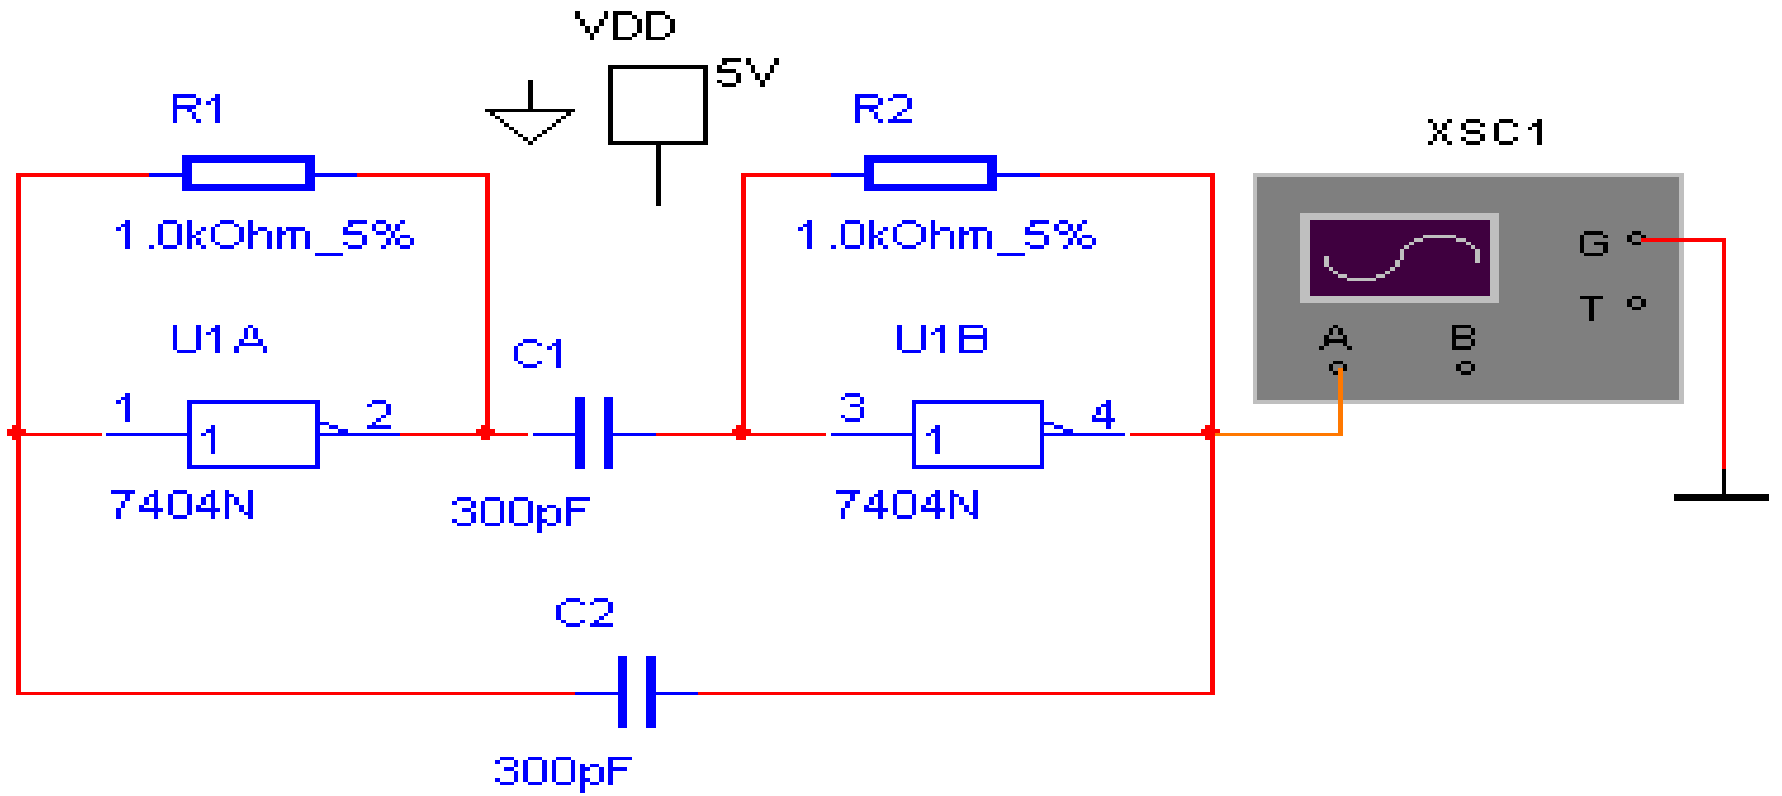 VDD
5V
R1
R2
XSC1
1.0kOhm_5%
1.0kOhm_5%
G
T
U1A
C1
U1B
A
B
1
2
3
4
1
1
7404N
300pF
7404N
C2
300pF